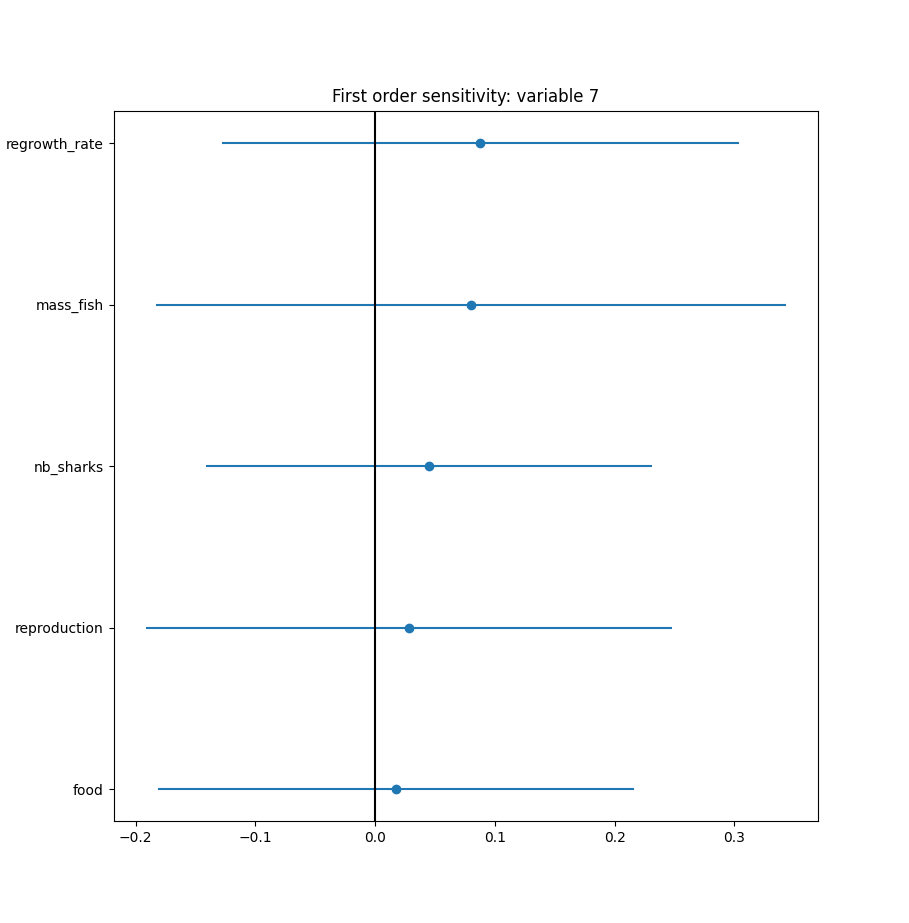 First order sensitivity: variable 7
regrowth_rate
mass_fish
nb_sharks
reproduction
food
−0.2 −0.1 0.0 0.1 0.2 0.3